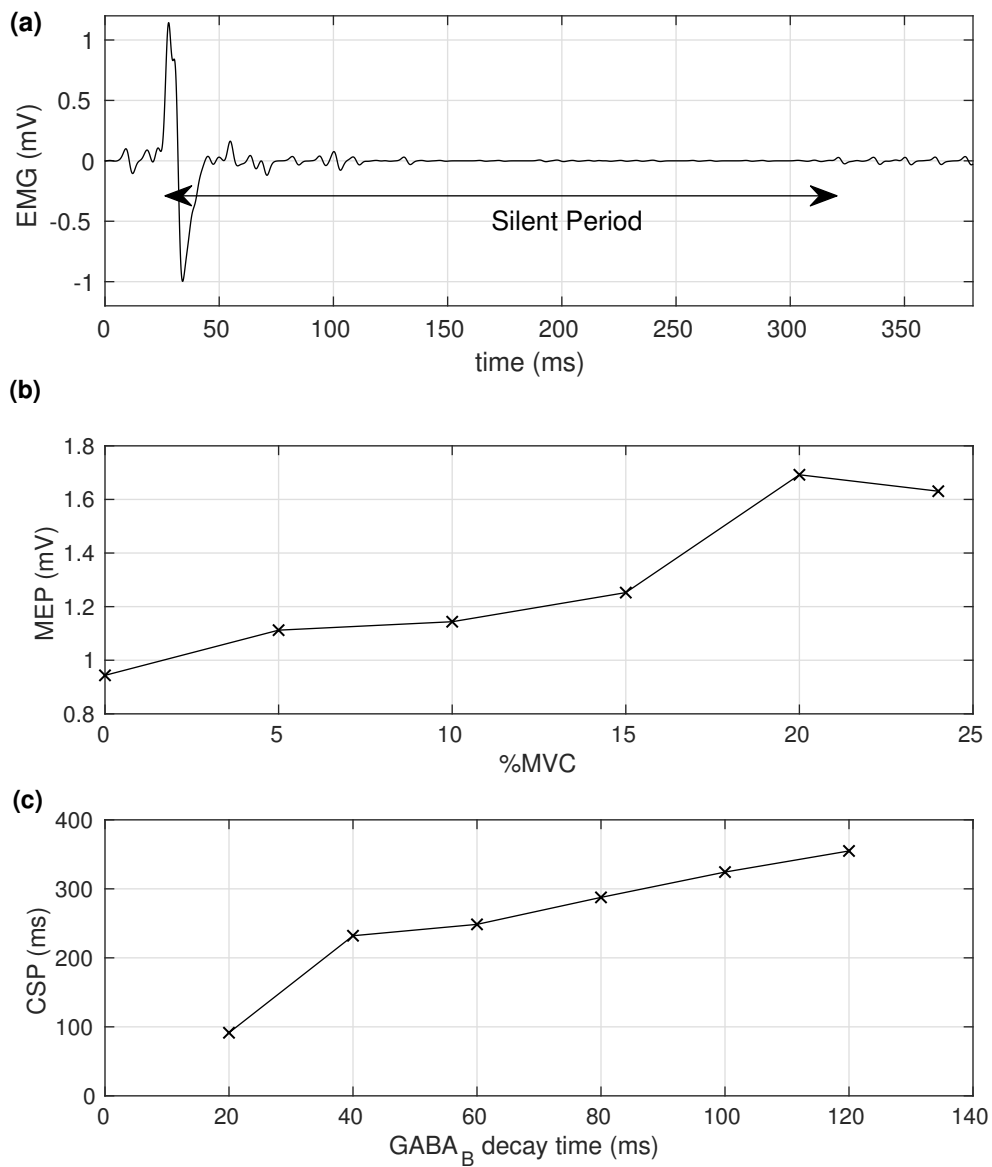 (a)
1
0.5
0
-0.5
-1
EMG (mV)
Silent Period
0 50 100 150 200 250 300 350
time (ms)
(b)
1.8
1.6
1.4
1.2
1
0.8
MEP (mV)
0 5 10 15 20 25
%MVC
(c)
400
300
200
100
0
CSP (ms)
0 20 40 60 80 100 120 140
GABA_B decay time (ms)